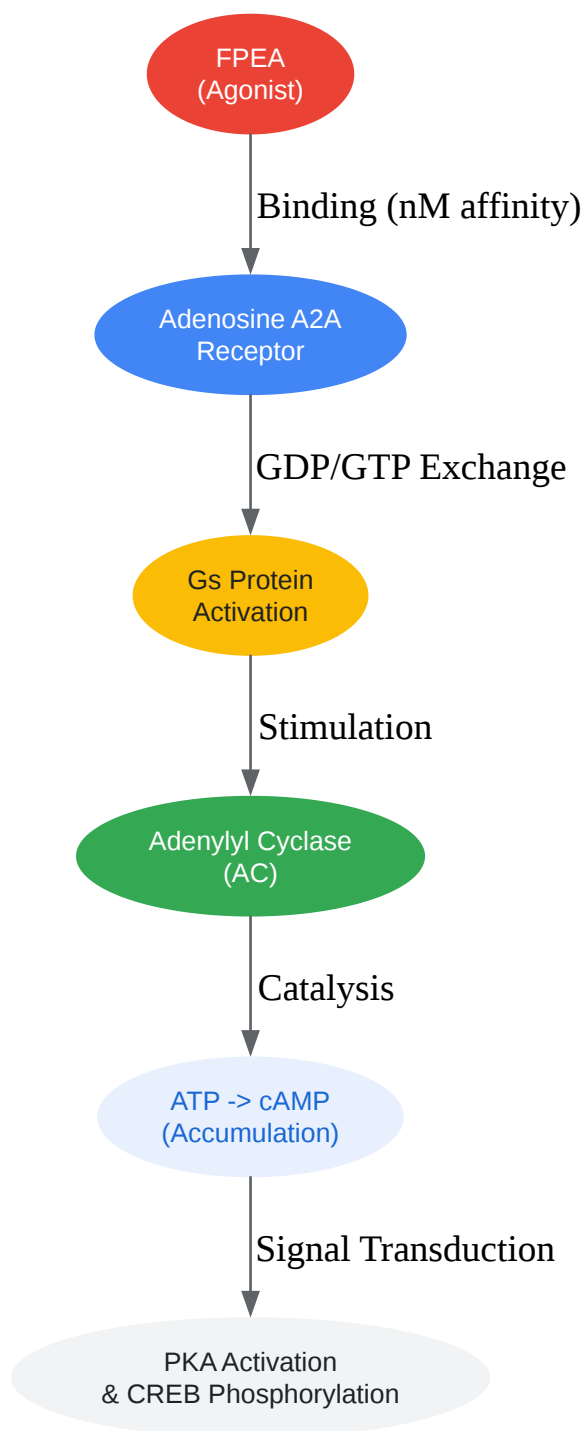 FPEA
(Agonist)
Binding (nM affinity)
Adenosine A2A
Receptor
GDP/GTP Exchange
Gs Protein
Activation
Stimulation
Adenylyl Cyclase
(AC)
Catalysis
ATP -> cAMP
(Accumulation)
Signal Transduction
PKA Activation
& CREB Phosphorylation